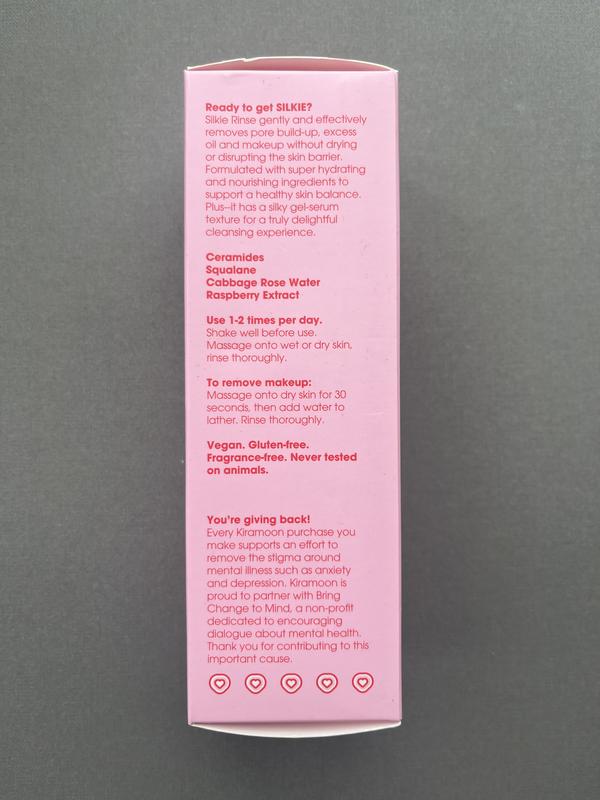 Ready to get SILKIE?
Silkie Rinse gently and effectively
removes pore build-up, excess
oil and makeup without drying
or disrupting the skin barrier.
Formulated with super hydrating
and nourishing ingredients to
support a healthy skin balance.
Plus—it has a silky gel-serum
texture for a truly delightful
cleansing experience.
Ceramides
Squalane
Cabbage Rose Water
Raspberry Extract
Use 1-2 times per day.
Shake well before use.
Massage onto wet or dry skin,
rinse thoroughly.
To remove makeup:
Massage onto dry skin for 30
seconds, then add water to
lather. Rinse thoroughly.
Vegan. Gluten-free.
Fragrance-free. Never tested
on animals.
You're giving back!
Every Kiramoon purchase you
make supports an effort to
remove the stigma around
mental illness such as anxiety
and depression. Kiramoon is
proud to partner with Bring
Change to Mind, a non-profit
dedicated to encouraging
dialogue about mental health.
Thank you for contributing to this
important cause.